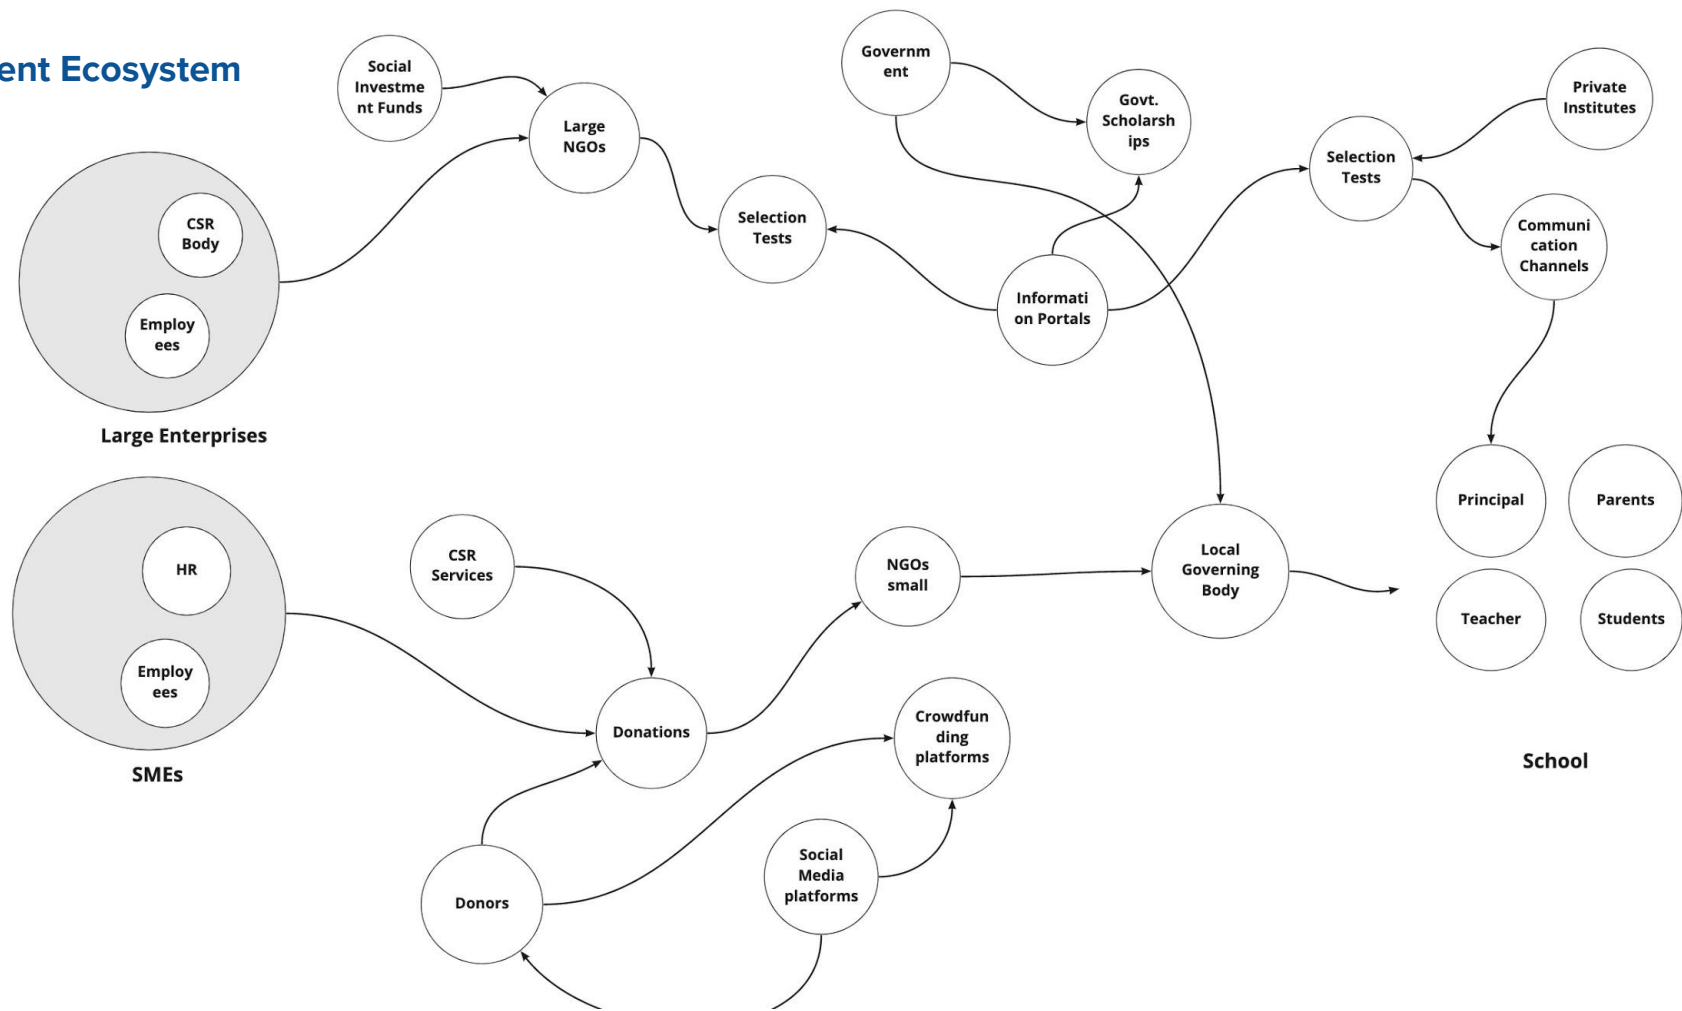 ent Ecosystem
Social
Investme
nt Funds
Large
NGOs
Governm
ent
Govt.
Scholarsh
ips
Private
Institutes
Selection
Tests
CSR
Body
Selection
Tests
Communi
cation
Channels
Employ
ees
Informati
on Portals
Large Enterprises
Principal
Parents
HR
CSR
Services
NGOs
small
Local
Governing
Body
Teacher
Students
Employ
ees
Donations
Crowdfun
ding
platforms
SMEs
School
Social
Media
platforms
Donors